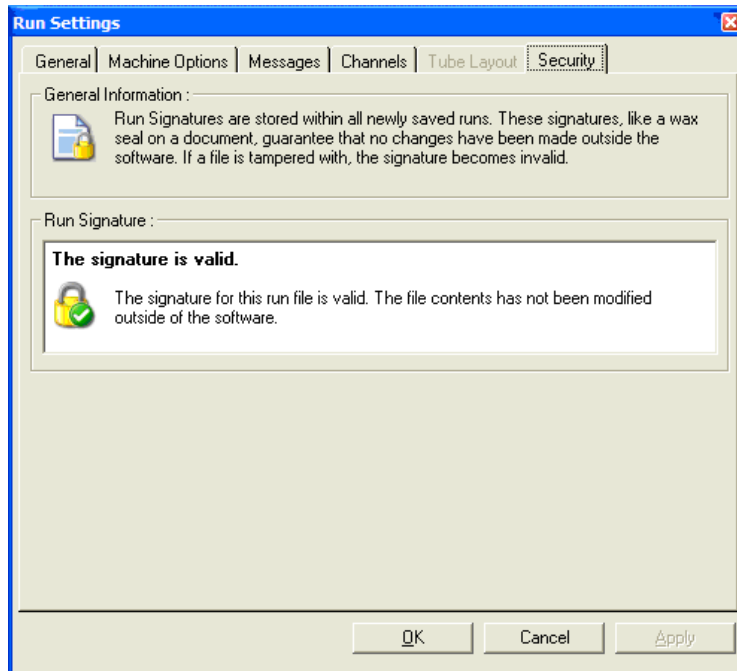 Run Settings
General Machine Options Messages Channels Tube Layout Security
General Information :
Run Signatures are stored within all newly saved runs. These signatures, like a wax
seal on a document, guarantee that no changes have been made outside the
software. If a file is tampered with, the signature becomes invalid.
Run Signature :
The signature is valid.
The signature for this run file is valid. The file contents has not been modified
outside of the software.
OK Cancel Apply